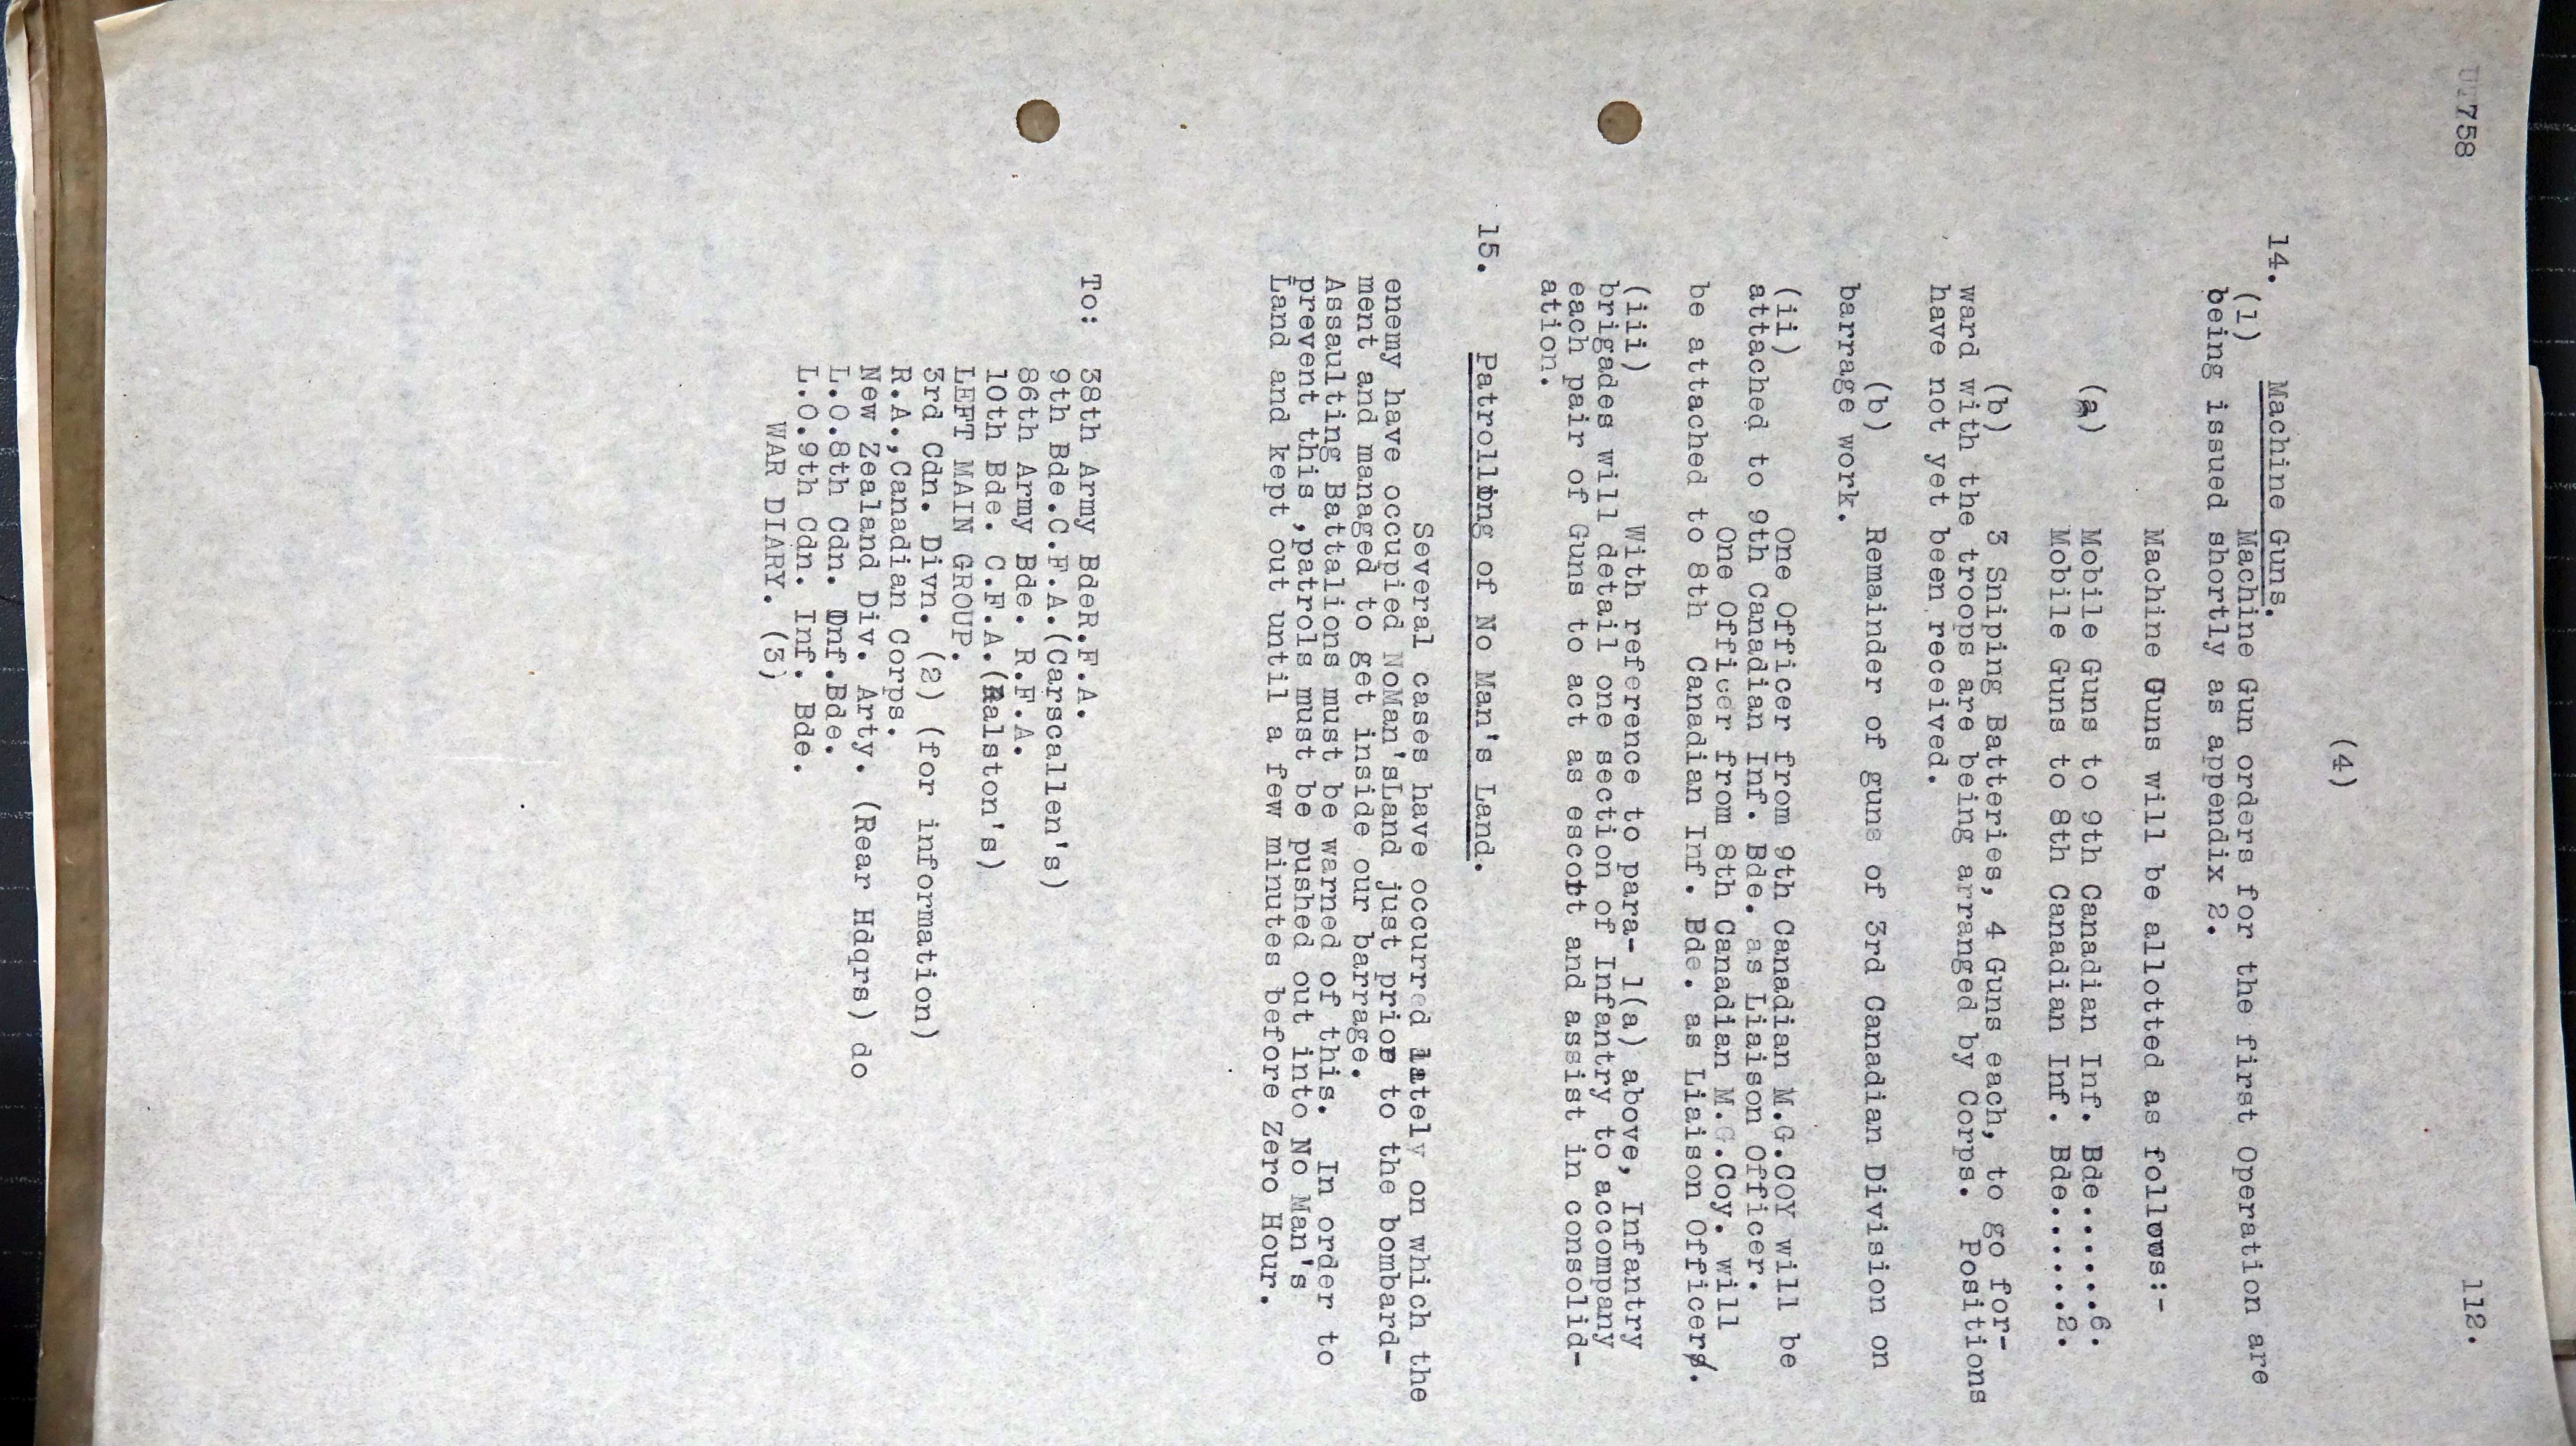 UT758
112.
(4)
14. Machine Guns.
(1) Machine Gun orders for the first Operation are
being issued shortly as appendix 2.
Machine Guns will be allotted as follows:-
(a) Mobile Guns to 9th Canadian Inf. Bde.......6.
Mobile Guns to 8th Canadian Inf. Bde.......2.
(b) 3 Sniping Batteries, 4 Guns each, to go for-
ward with the troops are being arranged by Corps. Positions
have not yet been received.
(b) Remainder of guns of 3rd Canadian Division on
barrage work.
(ii) One Officer from 9th Canadian M.G.COY will be
attached to 9th Canadian Inf. Bde. as Liaison Officer.
One Officer from 8th Canadian M.G.Coy. will
be attached to 8th Canadian Inf. Bde. as Liaison Officer.
(iii) With reference to para- 1(a) above, Infantry
brigades will detail one section of Infantry to accompany
each pair of Guns to act as escort and assist in consolid-
ation.
15. Patrolling of No Man's Land.
Several cases have occurred lately on which the
enemy have occupied NoMan'sLand just prior to the bombard-
ment and managed to get inside our barrage.
Assaulting Battalions must be warned of this. In order to
prevent this,patrols must be pushed out into No Man's
Land and kept out until a few minutes before Zero Hour.
To: 38th Army BdeR.F.A.
9th Bde.C.F.A.(Carscallen's)
86th Army Bde. R.F.A.
10th Bde. C.F.A.(Ralston's)
LEFT MAIN GROUP.
3rd Cdn. Divn. (2) (for information)
R.A.,Canadian Corps.
New Zealand Div. Arty. (Rear Hdqrs) do
L.O.8th Cdn. Inf.Bde.
L.O.9th Cdn. Inf. Bde.
WAR DIARY. (3)